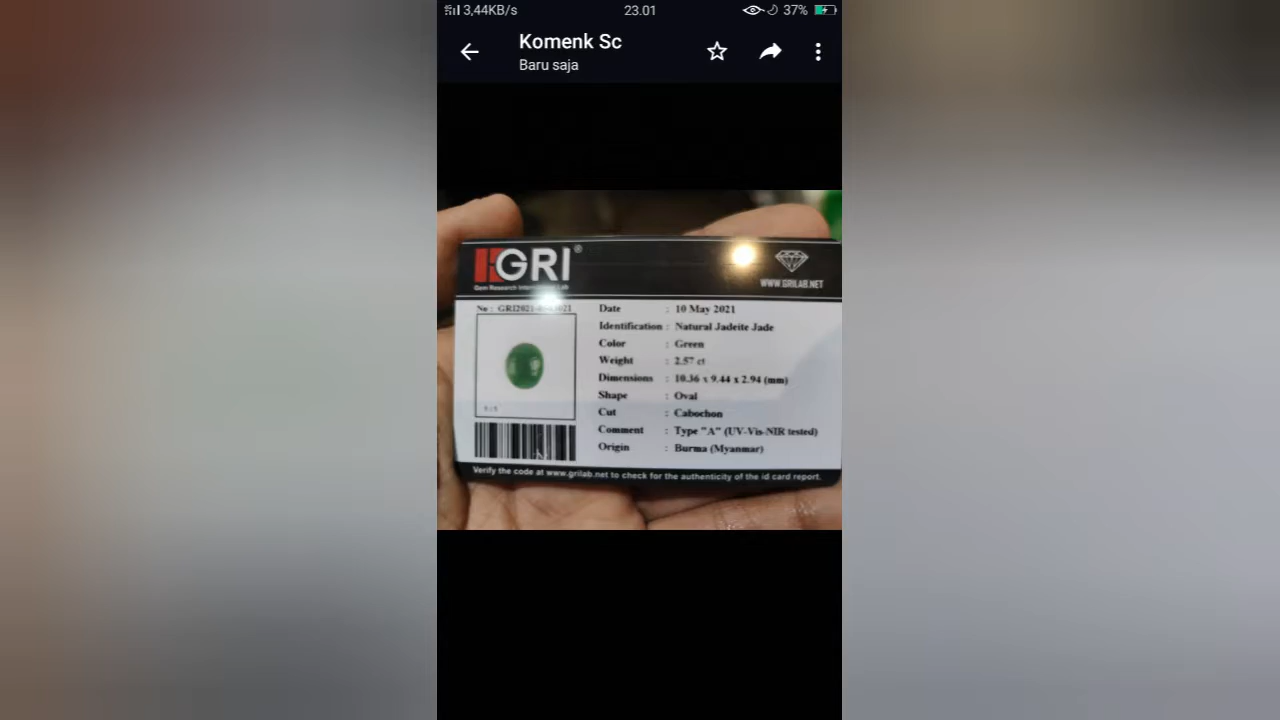 3,44KB/s 23.01 37%
Komenk Sc
Baru saja
GRI®
Gem Research International Lab
WWW.GRILAB.NET
No :
Date : 10 May 2021
Identification : Natural Jadeite Jade
Color : Green
Weight : 2.57 ct
Dimensions : 10.36 x 9.44 x 2.94 (mm)
Shape : Oval
Cut : Cabochon
Comment : Type "A" (UV-Vis-NIR tested)
Origin : Burma (Myanmar)
Verify the code at www.grilab.net to check for the authenticity of the id card report.